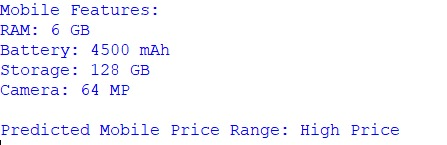 Mobile Features:
RAM: 6 GB
Battery: 4500 mAh
Storage: 128 GB
Camera: 64 MP
Predicted Mobile Price Range: High Price